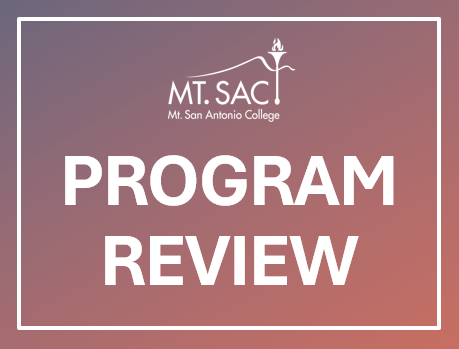 MT. SAC
Mt. San Antonio College
PROGRAM
REVIEW